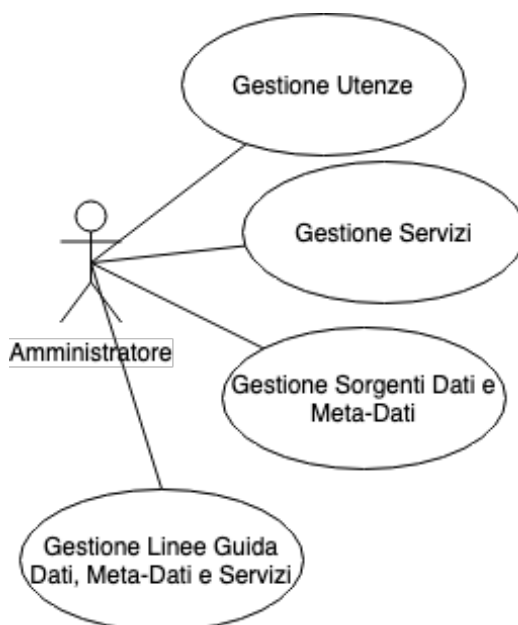 Gestione Utenze
Gestione Servizi
Amministratore
Gestione Sorgenti Dati e
Meta-Dati
Gestione Linee Guida
Dati, Meta-Dati e Servizi